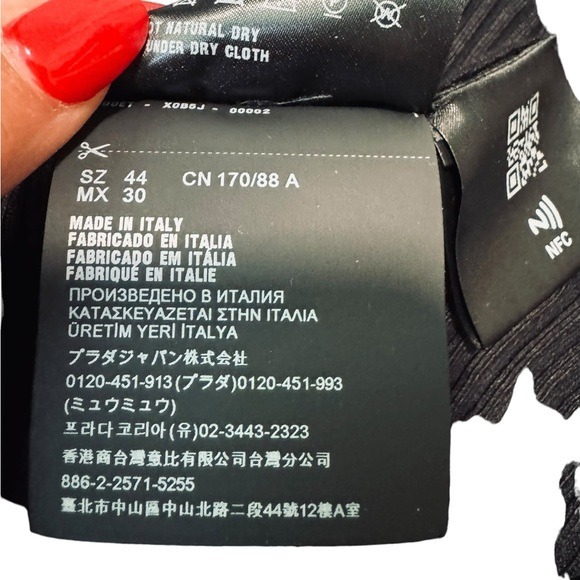 NATURAL DRY
UNDER DRY CLOTH
X0B5J - 00002
SZ 44 CN 170/88 A
MX 30
MADE IN ITALY
FABRICADO EN ITALIA
FABRICADO EM ITÁLIA
FABRIQUÉ EN ITALIE
ПРОИЗВЕДЕНО В ИТАЛИЯ
ΚΑΤΑΣΚΕΥΑΖΕΤΑΙ ΣΤΗΝ ΙΤΑΛΙΑ
ÜRETİM YERİ İTALYA
プラダジャパン株式会社
0120-451-913(プラダ)0120-451-993
(ミュウミュウ)
프라다코리아(유)02-3443-2323
香港商台灣意比有限公司台灣分公司
886-2-2571-5255
臺北市中山區中山北路二段44號12樓A室
NFC